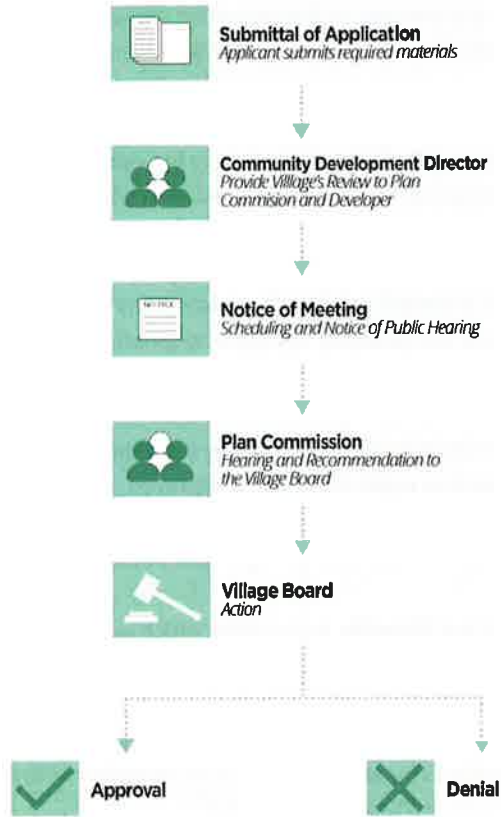 Submittal of Application
Applicant submits required materials
Community Development Director
Provide Villlage's Review to Plan
Commision and Developer
NOTICE
Notice of Meeting
Scheduling and Notice of Public Hearing
Plan Commission
Hearing and Recommendation to
the Village Board
Village Board
Action
Approval
Denial